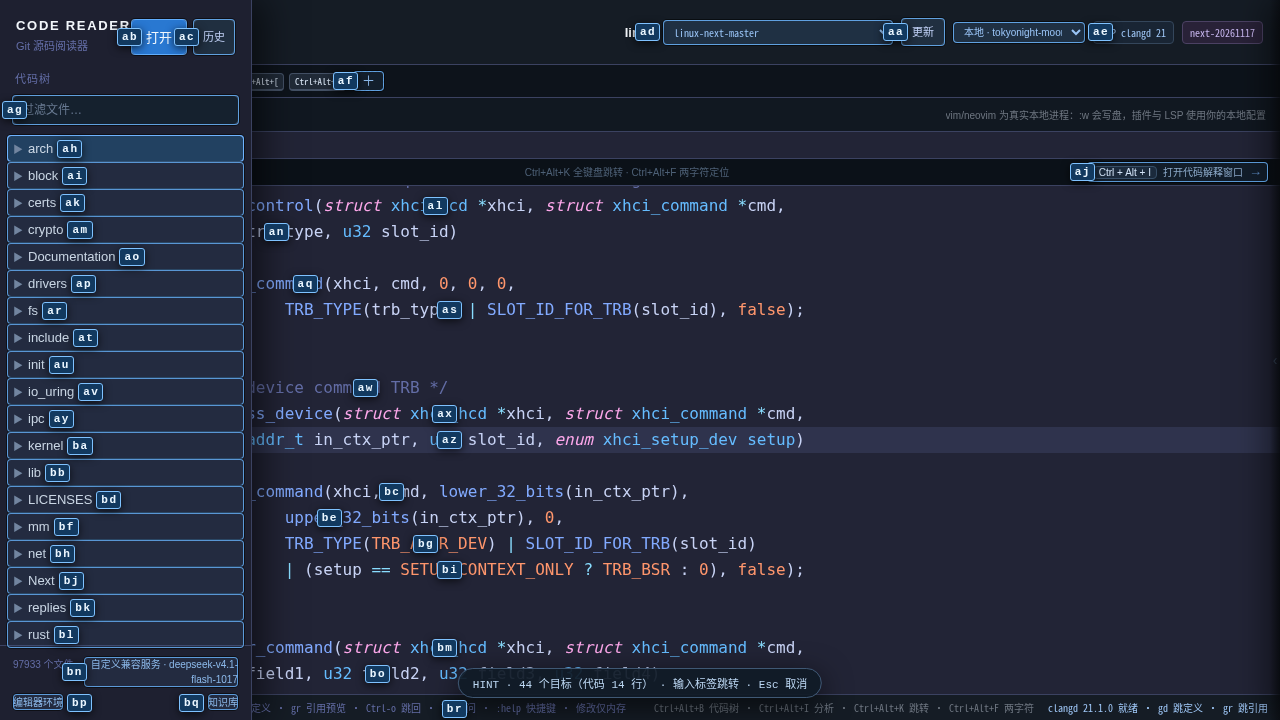 CODE READER
Git 源码阅读器
ab 打开
ac 历史
ad linux-next-master
aa 更新
本地 · tokyonight-moon
ae clangd 21
next-20261117
代码树
+Alt+[
Ctrl+Alt+
af +
ag 过滤文件…
vim/neovim 为真实本地进程：:w 会写盘，插件与 LSP 使用你的本地配置
Ctrl+Alt+K 全键盘跳转 · Ctrl+Alt+F 两字符定位
aj Ctrl + Alt + I 打开代码解释窗口 →
arch ah
block ai
certs ak
crypto am
Documentation ao
drivers ap
fs ar
include at
init au
io_uring av
ipc ay
kernel ba
lib bb
LICENSES bd
mm bf
net bh
Next bj
replies bk
rust bl
control(struct xhci al cd *xhci, struct xhci_command *cmd,
an type, u32 slot_id)
_comm aq d(xhci, cmd, 0, 0, 0,
TRB_TYPE(trb_typ as | SLOT_ID_FOR_TRB(slot_id), false);
device comm aw TRB */
ss_device(struct xh ax hcd *xhci, struct xhci_command *cmd,
addr_t in_ctx_ptr, u az slot_id, enum xhci_setup_dev setup)
_command(xhci, bc md, lower_32_bits(in_ctx_ptr),
upp be 32_bits(in_ctx_ptr), 0,
TRB_TYPE(TRB_A bg R_DEV) | SLOT_ID_FOR_TRB(slot_id)
| (setup == SETU bi CONTEXT_ONLY ? TRB_BSR : 0), false);
r_command(struct xh bm hcd *xhci, struct xhci_command *cmd,
field1, u32 bo ld2, u32 field3, u32 field4)
HINT · 44 个目标（代码 14 行） · 输入标签跳转 · Esc 取消
97933 个文件
bn 自定义兼容服务 · deepseek-v4.1-
flash-1017
编辑器环境 bp
bq 知识库
定义 · gr 引用预览 · Ctrl-o 跳回 · br 问 · :help 快捷键 · 修改仅内存
Ctrl+Alt+B 代码树 · Ctrl+Alt+I 分析 · Ctrl+Alt+K 跳转 · Ctrl+Alt+F 两字符
clangd 21.1.0 就绪 · gd 跳定义 · gr 跳引用